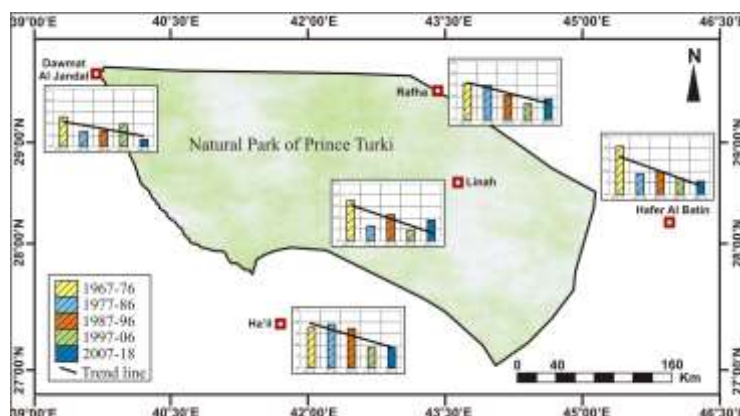 39°00'E 40°30'E 42°00'E 43°30'E 45°00'E 46°30'E
Dawmat
Al Jandal
Rafha
N
Natural Park of Prince Turki
29°00'N 29°00'N
Linah
Hafer Al Batin
28°00'N 28°00'N
1967-76
1977-86
1987-96
1997-06
2007-18
Trend line
Ha'il
0 40 80 160
Km
27°00'N 27°00'N
39°00'E 40°30'E 42°00'E 43°30'E 45°00'E 46°30'E